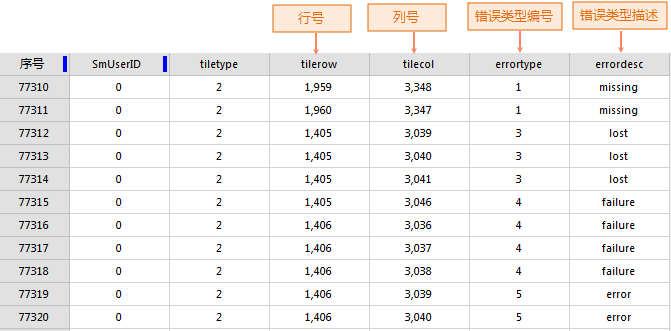 行号 列号 错误类型编号 错误类型描述
序号 SmUserID tiletype tilerow tilecol errortype errordesc
77310 0 2 1,959 3,348 1 missing
77311 0 2 1,960 3,347 1 missing
77312 0 2 1,405 3,039 3 lost
77313 0 2 1,405 3,040 3 lost
77314 0 2 1,405 3,041 3 lost
77315 0 2 1,405 3,046 4 failure
77316 0 2 1,406 3,036 4 failure
77317 0 2 1,406 3,037 4 failure
77318 0 2 1,406 3,038 4 failure
77319 0 2 1,406 3,039 5 error
77320 0 2 1,406 3,040 5 error